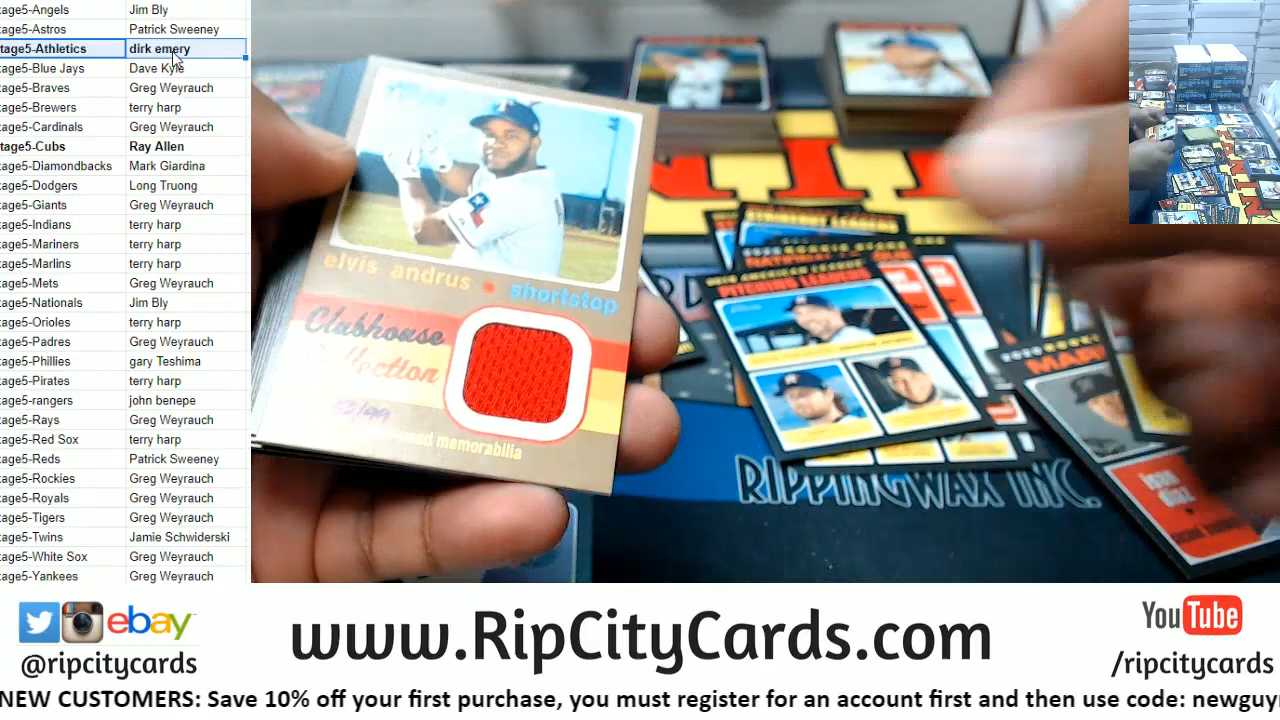 tage5-Angels Jim Bly
tage5-Astros Patrick Sweeney
tage5-Athletics dirk emery
tage5-Blue Jays Dave Kyle
tage5-Braves Greg Weyrauch
tage5-Brewers terry harp
tage5-Cardinals Greg Weyrauch
tage5-Cubs Ray Allen
tage5-Diamondbacks Mark Giardina
tage5-Dodgers Long Truong
tage5-Giants Greg Weyrauch
tage5-Indians terry harp
tage5-Mariners terry harp
tage5-Marlins terry harp
tage5-Mets Greg Weyrauch
tage5-Nationals Jim Bly
tage5-Orioles terry harp
tage5-Padres Greg Weyrauch
tage5-Phillies gary Teshima
tage5-Pirates terry harp
tage5-rangers john benepe
tage5-Rays Greg Weyrauch
tage5-Red Sox terry harp
tage5-Reds Patrick Sweeney
tage5-Rockies Greg Weyrauch
tage5-Royals Greg Weyrauch
tage5-Tigers Greg Weyrauch
tage5-Twins Jamie Schwiderski
tage5-White Sox Greg Weyrauch
tage5-Yankees Greg Weyrauch
elvis andrus • shortstop
Clubhouse
Collection
memorabilia
PITCHING LEADERS
RIPPINGWAX INC.
ebay
@ripcitycards
www.RipCityCards.com
YouTube
/ripcitycards
NEW CUSTOMERS: Save 10% off your first purchase, you must register for an account first and then use code: newguy